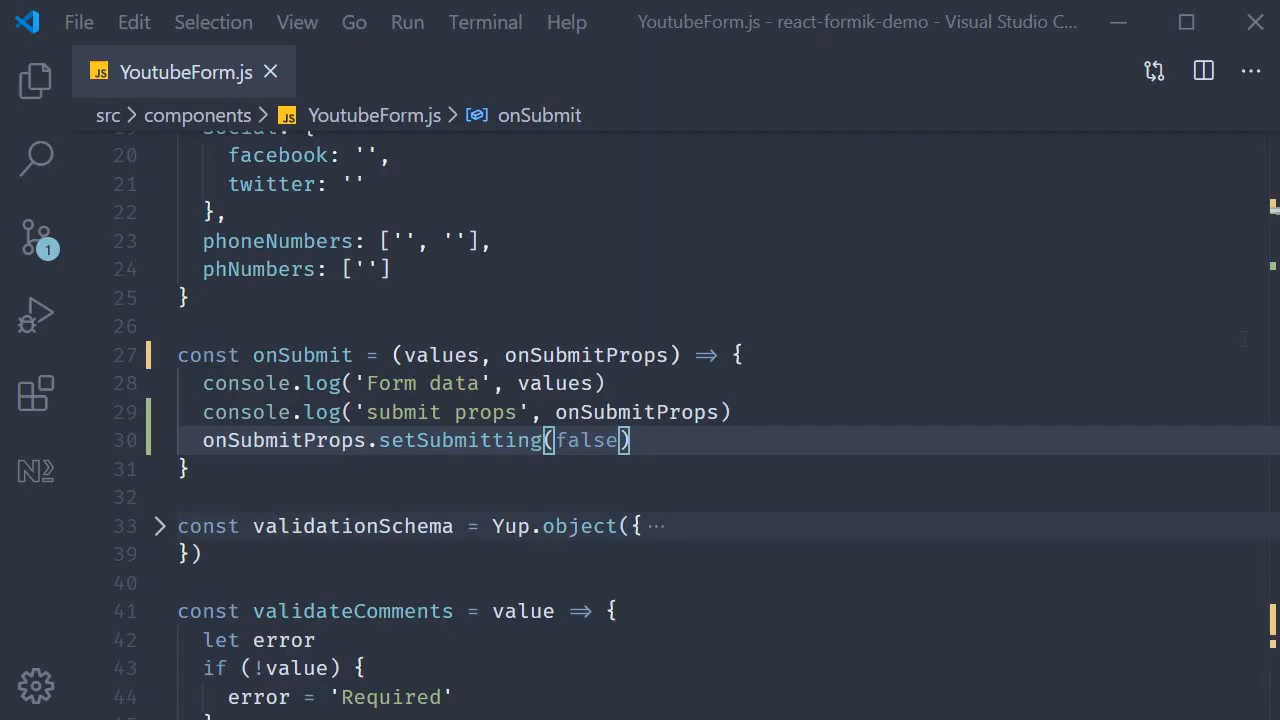 File Edit Selection View Go Run Terminal Help YoutubeForm.js - react-formik-demo - Visual Studio C...
JS YoutubeForm.js
src > components > JS YoutubeForm.js > onSubmit
20 facebook: '',
21 twitter: ''
22 },
23 phoneNumbers: ['', ''],
24 phNumbers: ['']
25 }
26
27 const onSubmit = (values, onSubmitProps) => {
28 console.log('Form data', values)
29 console.log('submit props', onSubmitProps)
30 onSubmitProps.setSubmitting(false)
31 }
32
33 const validationSchema = Yup.object({ ...
39 })
40
41 const validateComments = value => {
42 let error
43 if (!value) {
44 error = 'Required'
1